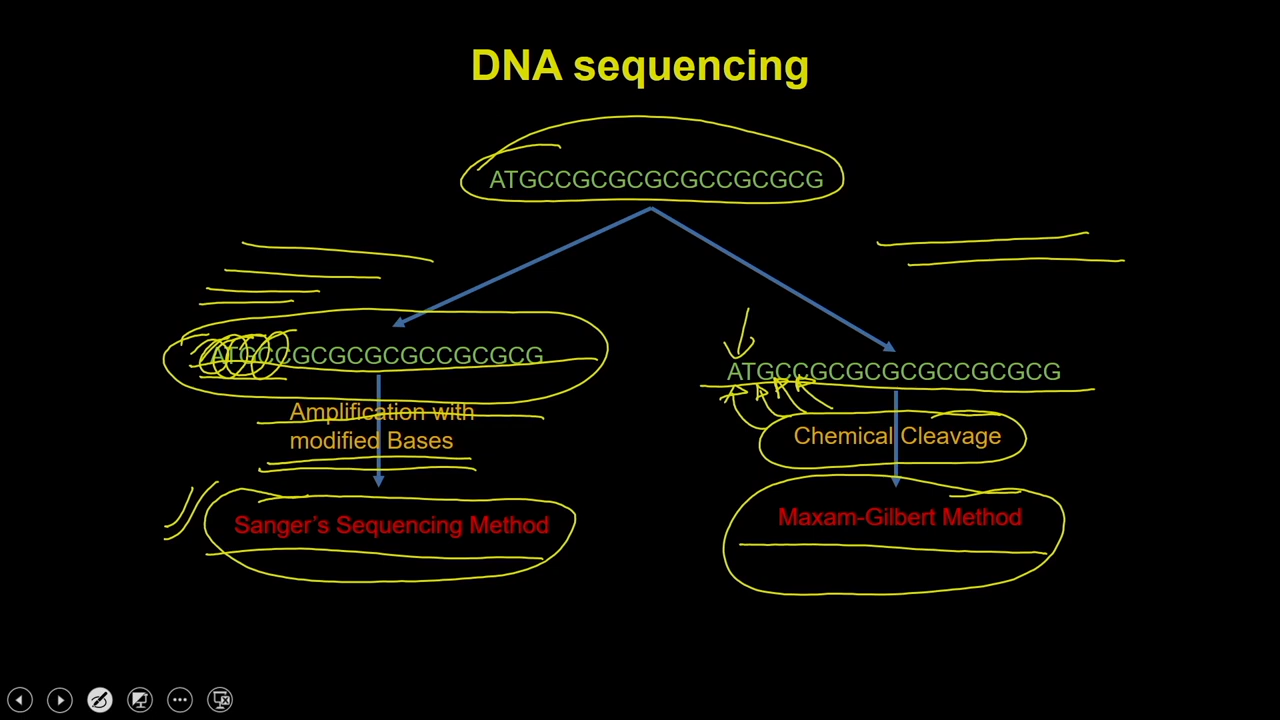 DNA sequencing
ATGCCGCGCGCGCCGCGCG
ATGCCGCGCGCGCCGCGCG
ATGCCGCGCGCGCCGCGCG
Amplification with
modified Bases
Chemical Cleavage
Sanger's Sequencing Method
Maxam-Gilbert Method